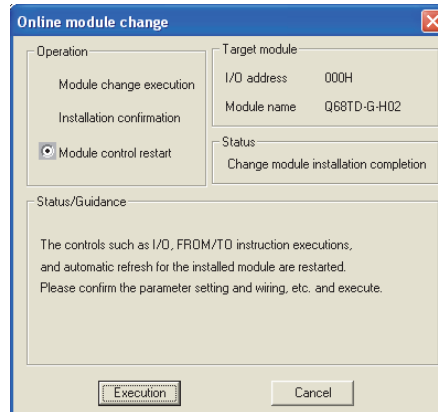 Online module change
Operation
Module change execution
Installation confirmation
Module control restart
Target module
I/O address 000H
Module name Q68TD-G-H02
Status
Change module installation completion
Status/Guidance
The controls such as I/O, FROM/TO instruction executions,
and automatic refresh for the installed module are restarted.
Please confirm the parameter setting and wiring, etc. and execute.
Execution Cancel